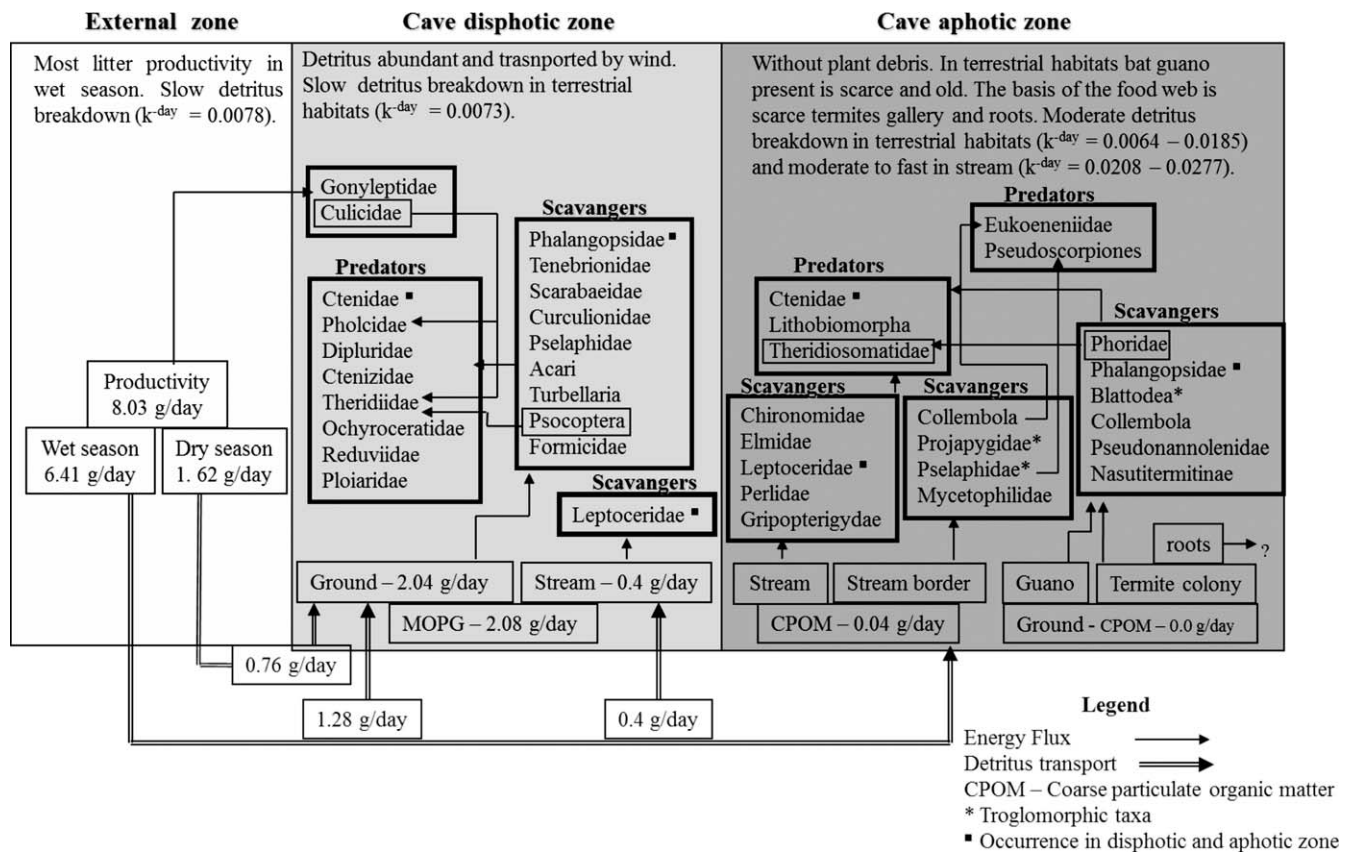 External zone
Cave disphotic zone
Cave aphotic zone
Most litter productivity in
wet season. Slow detritus
breakdown (k-day = 0.0078).
Detritus abundant and trasnported by wind.
Slow detritus breakdown in terrestrial
habitats (k-day = 0.0073).
Without plant debris. In terrestrial habitats bat guano
present is scarce and old. The basis of the food web is
scarce termites gallery and roots. Moderate detritus
breakdown in terrestrial habitats (k-day = 0.0064 – 0.0185)
and moderate to fast in stream (k-day = 0.0208 – 0.0277).
Productivity
8.03 g/day
Wet season
6.41 g/day
Dry season
1. 62 g/day
Gonyleptidae
Culicidae
Predators
Ctenidae ▪
Pholcidae
Dipluridae
Ctenizidae
Theridiidae
Ochyroceratidae
Reduviidae
Ploiaridae
Scavangers
Phalangopsidae ▪
Tenebrionidae
Scarabaeidae
Curculionidae
Pselaphidae
Acari
Turbellaria
Psocoptera
Formicidae
Scavangers
Leptoceridae ▪
Ground – 2.04 g/day
Stream – 0.4 g/day
MOPG – 2.08 g/day
Predators
Eukoeneniidae
Pseudoscorpiones
Predators
Ctenidae ▪
Lithobiomorpha
Theridiosomatidae
Scavangers
Phoridae
Phalangopsidae ▪
Blattodea*
Collembola
Pseudonannolenidae
Nasutitermitinae
Scavangers
Chironomidae
Elmidae
Leptoceridae ▪
Perlidae
Gripopterigydae
Scavangers
Collembola
Projapygidae*
Pselaphidae*
Mycetophilidae
roots
?
Stream
Stream border
CPOM – 0.04 g/day
Guano
Termite colony
Ground - CPOM – 0.0 g/day
0.76 g/day
1.28 g/day
0.4 g/day
Legend
Energy Flux
Detritus transport
CPOM – Coarse particulate organic matter
* Troglomorphic taxa
▪ Occurrence in disphotic and aphotic zone